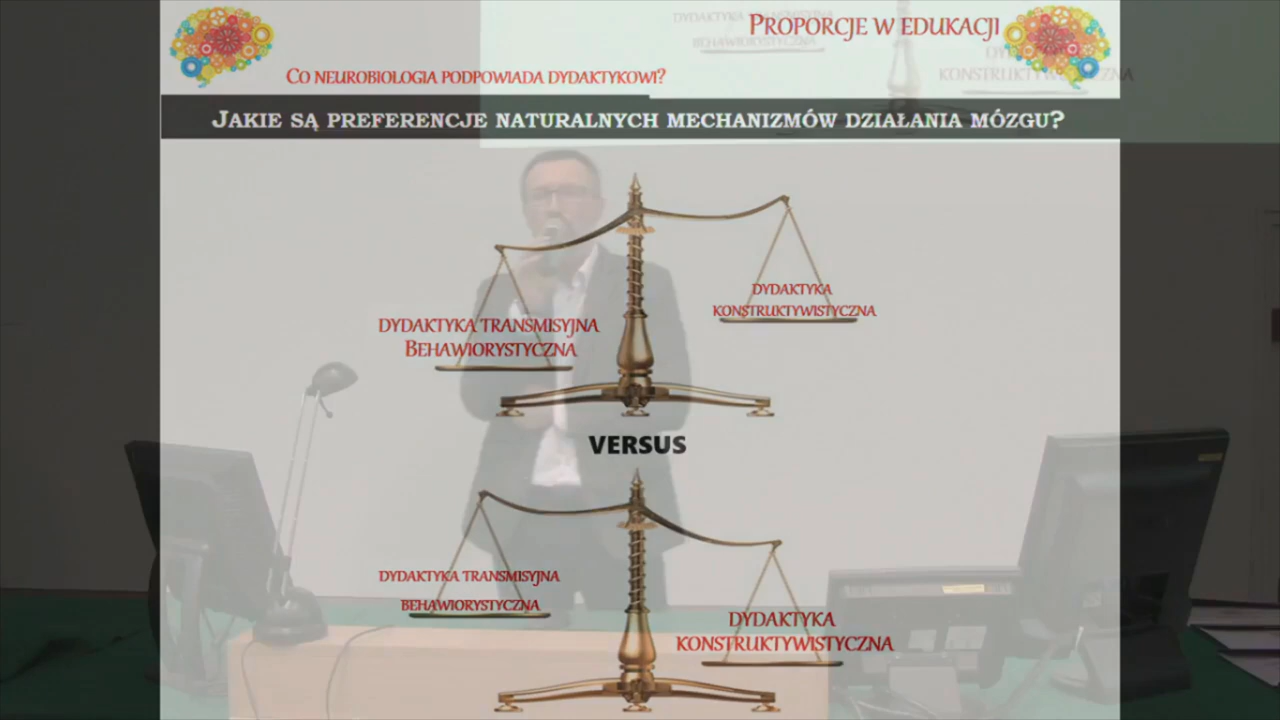 PROPORCJE W EDUKACJI
CO NEUROBIOLOGIA PODPOWIADA DYDAKTYKOWI?
JAKIE SĄ PREFERENCJE NATURALNYCH MECHANIZMÓW DZIAŁANIA MÓZGU?
DYDAKTYKA
KONSTRUKTYWISTYCZNA
DYDAKTYKA TRANSMISYJNA
BEHAWIORYSTYCZNA
VERSUS
DYDAKTYKA TRANSMISYJNA
BEHAWIORYSTYCZNA
DYDAKTYKA
KONSTRUKTYWISTYCZNA